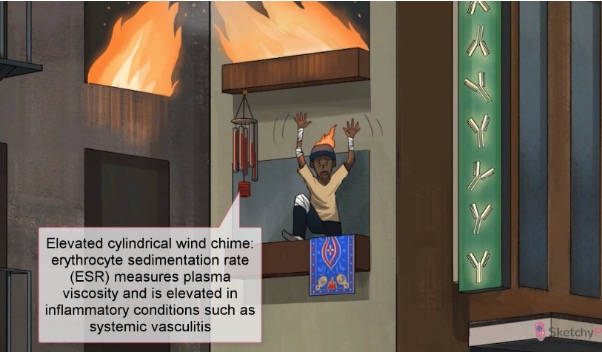 Elevated cylindrical wind chime:
erythrocyte sedimentation rate
(ESR) measures plasma
viscosity and is elevated in
inflammatory conditions such as
systemic vasculitis
Sketchy